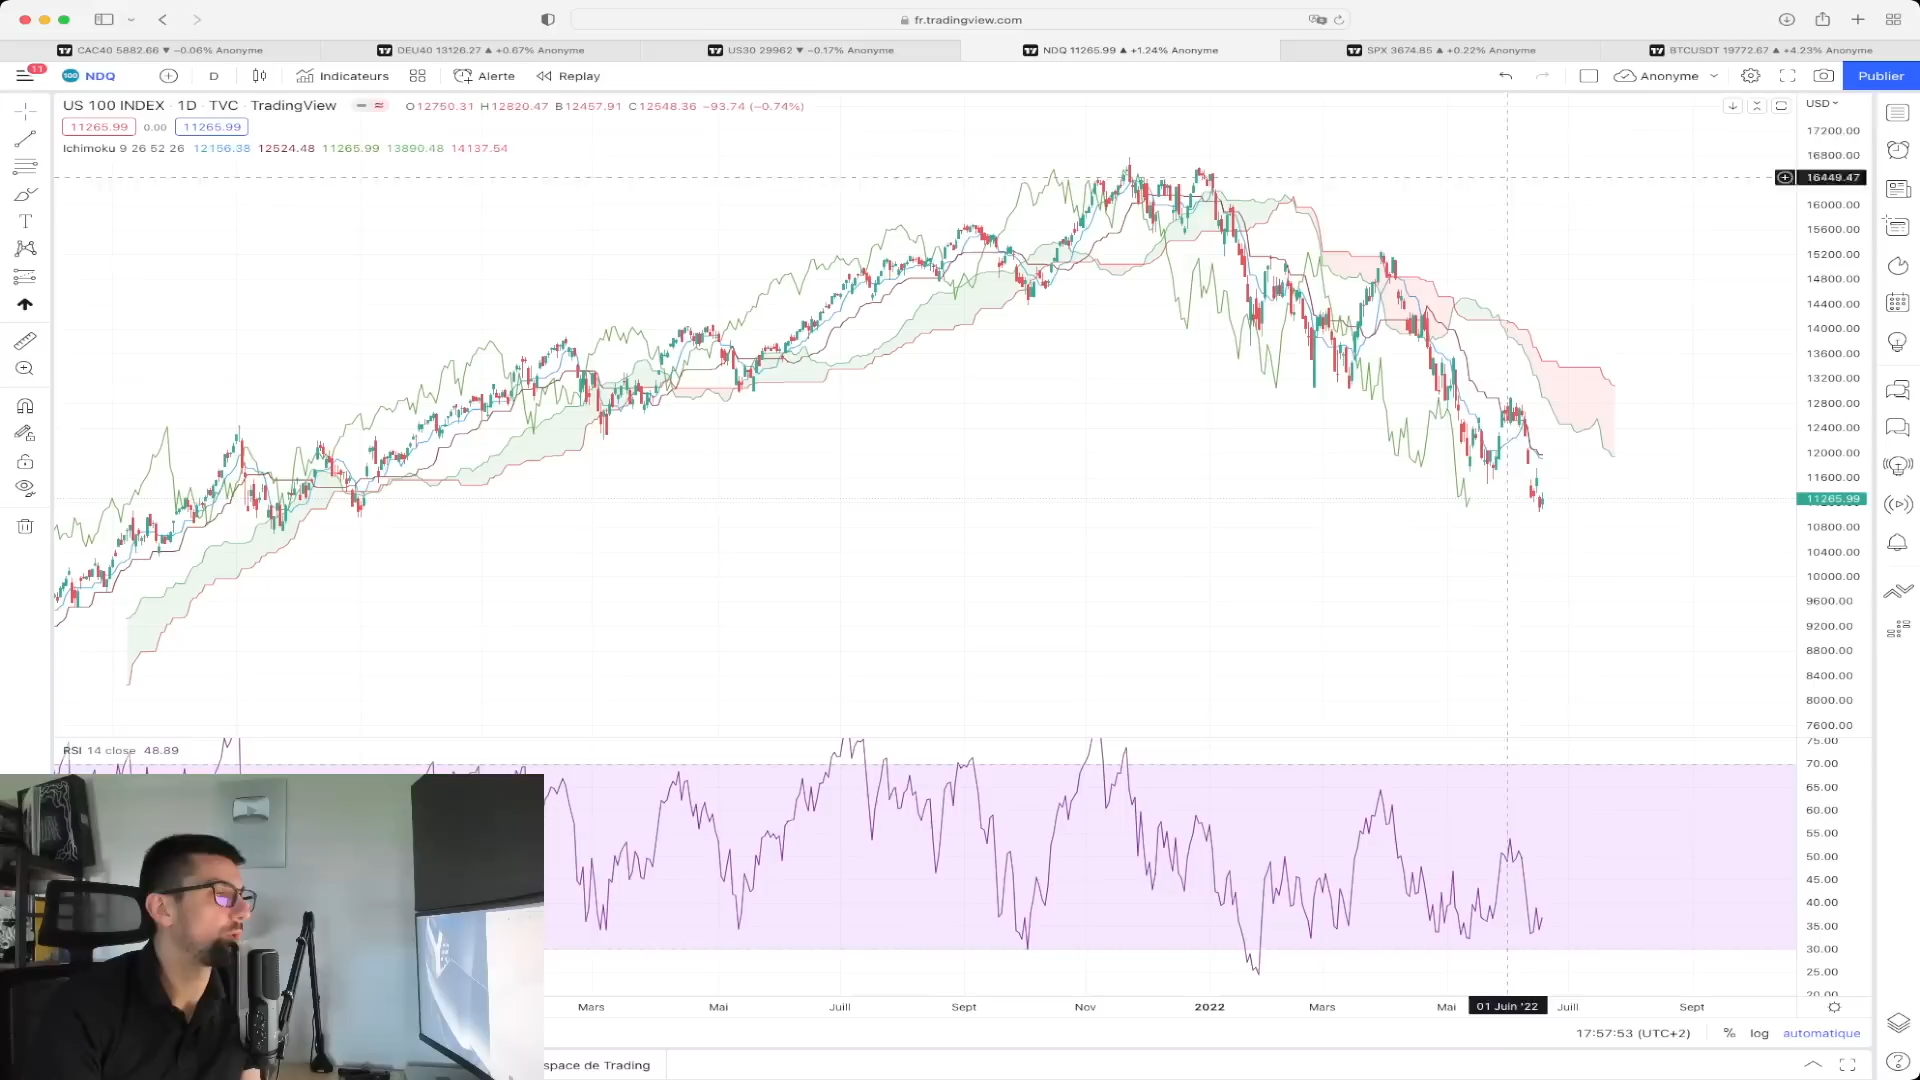 fr.tradingview.com
CAC40 5882.66 ▼ −0.06% Anonyme
DEU40 13126.27 ▲ +0.67% Anonyme
US30 29962 ▼ −0.17% Anonyme
NDQ 11265.99 ▲ +1.24% Anonyme
SPX 3674.85 ▲ +0.22% Anonyme
BTCUSDT 19772.67 ▲ +4.23% Anonyme
11
100 NDQ
D
Indicateurs
Alerte
Replay
Anonyme
Publier
US 100 INDEX · 1D · TVC · TradingView
O12750.31 H12820.47 B12457.91 C12548.36 −93.74 (−0.74%)
USD
11265.99 0.00 11265.99
Ichimoku 9 26 52 26 12156.38 12524.48 11265.99 13890.48 14137.54
17200.00
16800.00
16449.47
16000.00
15600.00
15200.00
14800.00
14400.00
14000.00
13600.00
13200.00
12800.00
12400.00
12000.00
11600.00
11265.99
10800.00
10400.00
10000.00
9600.00
9200.00
8800.00
8400.00
8000.00
7600.00
RSI 14 close 48.89
75.00
70.00
65.00
60.00
55.00
50.00
45.00
40.00
35.00
30.00
25.00
20.00
Mars
Mai
Juill
Sept
Nov
2022
Mars
Mai
01 Juin '22
Juill
Sept
17:57:53 (UTC+2)
%
log
automatique
space de Trading